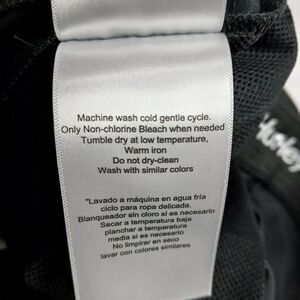 Machine wash cold gentle cycle.
Only Non-chlorine Bleach when needed
Tumble dry at low temperature,
Warm iron
Do not dry-clean
Wash with similar colors
"Lavado a máquina en agua fría
ciclo para ropa delicada.
Blanqueador sin cloro si es necesario
Secar a temperatura baja
planchar a temperatura
media si es necesario
No limpirar en seco
lavar con colores similares
Hurley